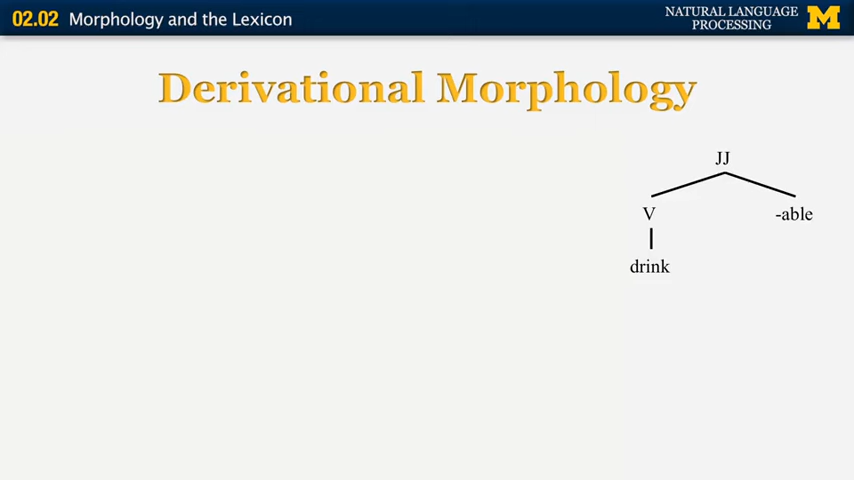 02.02 Morphology and the Lexicon
NATURAL LANGUAGE
PROCESSING
M
Derivational Morphology
JJ
V -able
drink